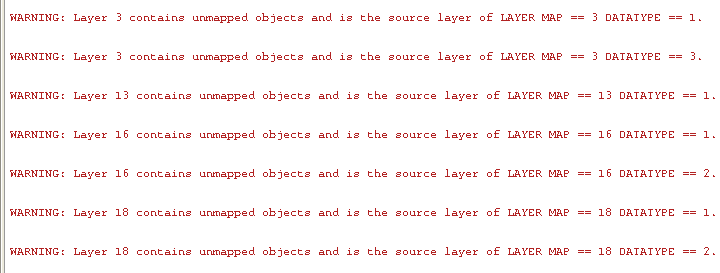 WARNING: Layer 3 contains unmapped objects and is the source layer of LAYER MAP == 3 DATATYPE == 1.
WARNING: Layer 3 contains unmapped objects and is the source layer of LAYER MAP == 3 DATATYPE == 3.
WARNING: Layer 13 contains unmapped objects and is the source layer of LAYER MAP == 13 DATATYPE == 1.
WARNING: Layer 16 contains unmapped objects and is the source layer of LAYER MAP == 16 DATATYPE == 1.
WARNING: Layer 16 contains unmapped objects and is the source layer of LAYER MAP == 16 DATATYPE == 2.
WARNING: Layer 18 contains unmapped objects and is the source layer of LAYER MAP == 18 DATATYPE == 1.
WARNING: Layer 18 contains unmapped objects and is the source layer of LAYER MAP == 18 DATATYPE == 2.